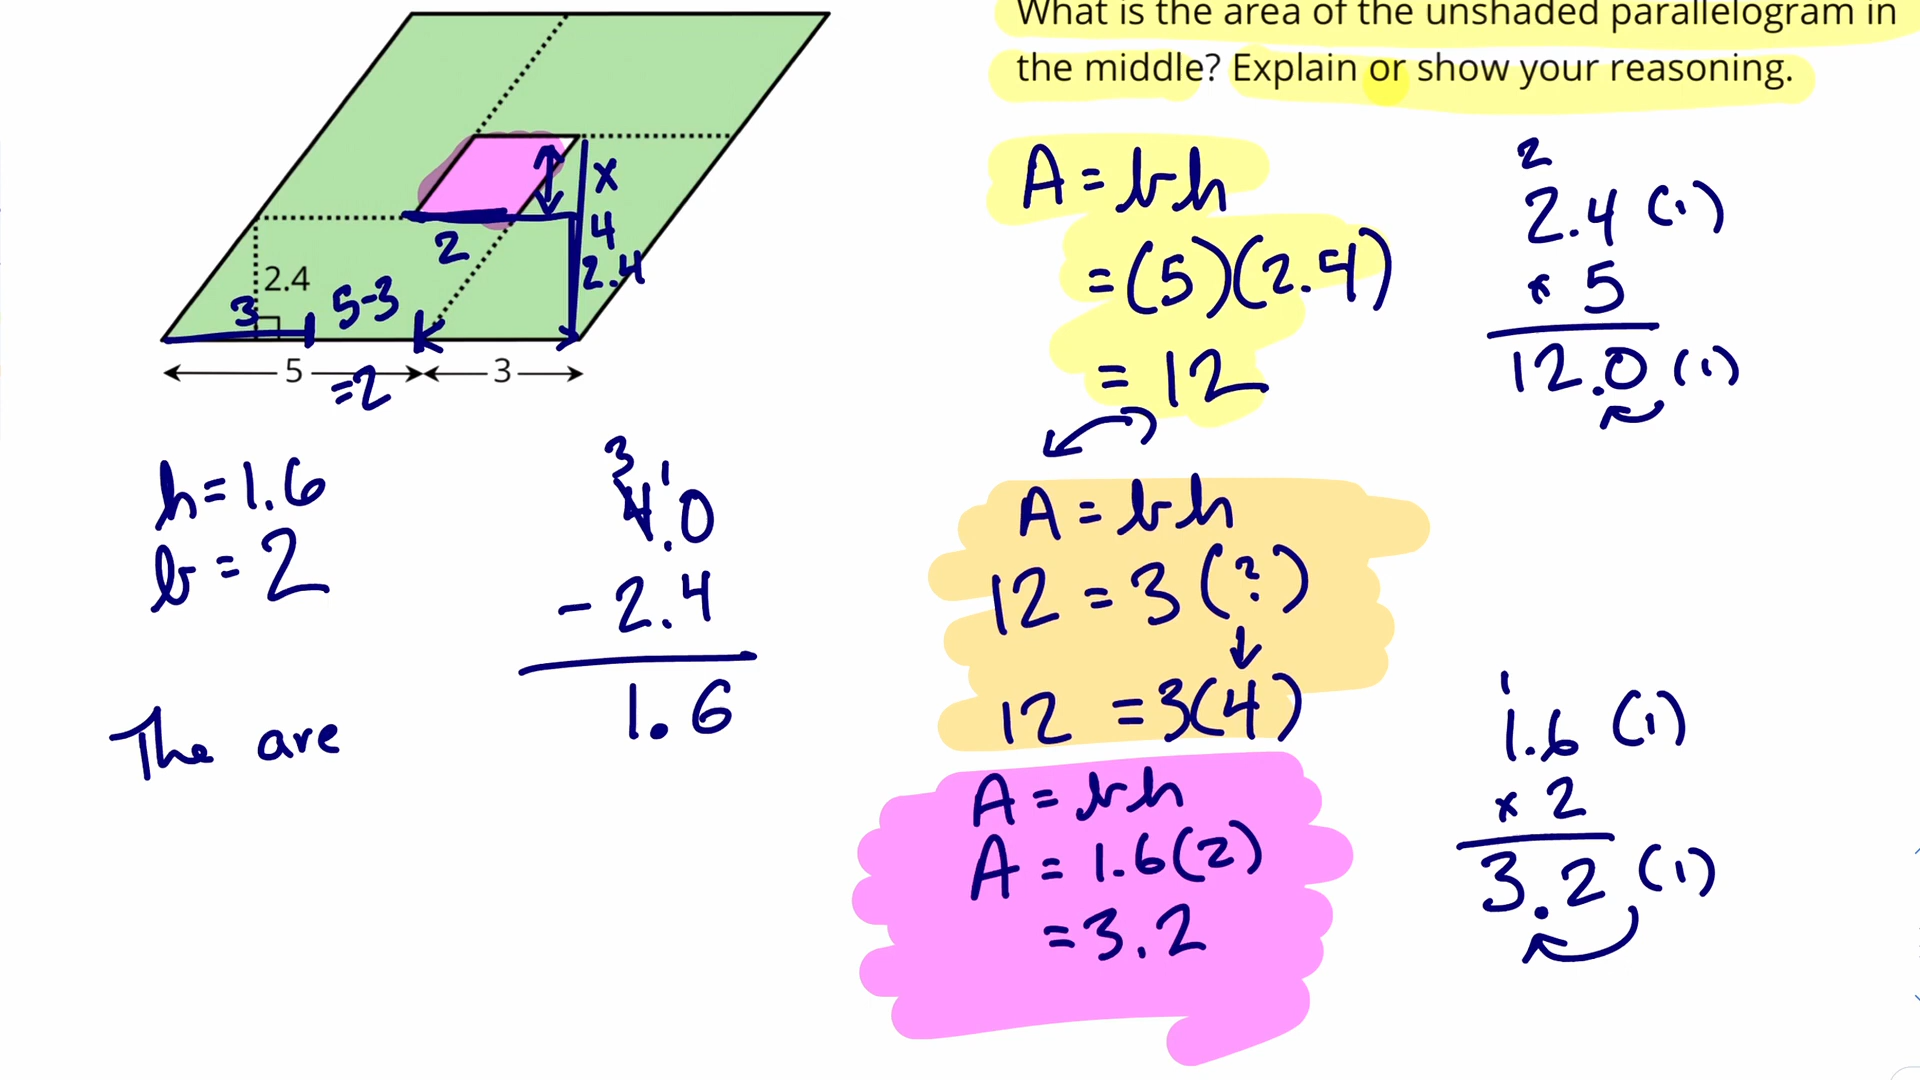 What is the area of the unshaded parallelogram in
the middle? Explain or show your reasoning.
x
4
2.4
2
2.4
3
5-3
5
3
=2
A = bh
= (5)(2.4)
= 12
2
2.4 (1)
× 5
12.0 (1)
h = 1.6
b = 2
3 1
4.0
- 2.4
1.6
A = bh
12 = 3 (?)
12 = 3(4)
The are
A = bh
A = 1.6(2)
= 3.2
1
1.6 (1)
× 2
3.2 (1)